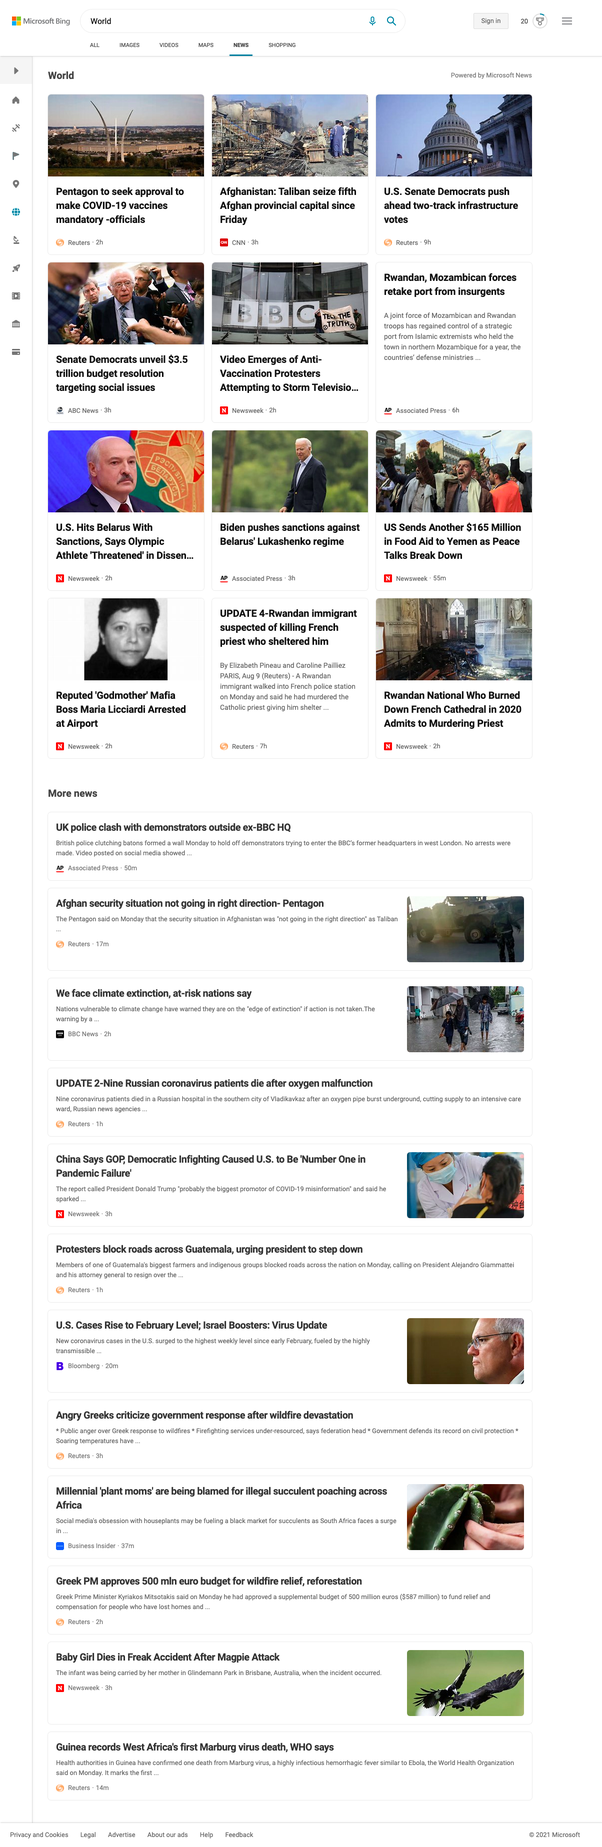 Microsoft Bing
World
Sign in
20
ALL
IMAGES
VIDEOS
MAPS
NEWS
SHOPPING
World
Powered by Microsoft News
Pentagon to seek approval to
make COVID-19 vaccines
mandatory -officials
Reuters · 2h
Afghanistan: Taliban seize fifth
Afghan provincial capital since
Friday
CNN · 3h
U.S. Senate Democrats push
ahead two-track infrastructure
votes
Reuters · 9h
Senate Democrats unveil $3.5
trillion budget resolution
targeting social issues
ABC News · 3h
BBC
TELL THE
TRUTH
Video Emerges of Anti-
Vaccination Protesters
Attempting to Storm Televisio...
N
Newsweek · 2h
Rwandan, Mozambican forces
retake port from insurgents
A joint force of Mozambican and Rwandan
troops has regained control of a strategic
port from Islamic extremists who held the
town in northern Mozambique for a year, the
countries' defense ministries ...
AP
Associated Press · 6h
U.S. Hits Belarus With
Sanctions, Says Olympic
Athlete 'Threatened' in Dissen...
N
Newsweek · 2h
Biden pushes sanctions against
Belarus' Lukashenko regime
AP
Associated Press · 3h
US Sends Another $165 Million
in Food Aid to Yemen as Peace
Talks Break Down
N
Newsweek · 55m
Reputed 'Godmother' Mafia
Boss Maria Licciardi Arrested
at Airport
N
Newsweek · 2h
UPDATE 4-Rwandan immigrant
suspected of killing French
priest who sheltered him
By Elizabeth Pineau and Caroline Pailliez
PARIS, Aug 9 (Reuters) - A Rwandan
immigrant walked into French police station
on Monday and said he had murdered the
Catholic priest giving him shelter ...
Reuters · 7h
Rwandan National Who Burned
Down French Cathedral in 2020
Admits to Murdering Priest
N
Newsweek · 2h
More news
UK police clash with demonstrators outside ex-BBC HQ
British police clutching batons formed a wall Monday to hold off demonstrators trying to enter the BBC's former headquarters in west London. No arrests were
made. Video posted on social media showed ...
AP
Associated Press · 50m
Afghan security situation not going in right direction- Pentagon
The Pentagon said on Monday that the security situation in Afghanistan was "not going in the right direction" as Taliban
...
Reuters · 17m
We face climate extinction, at-risk nations say
Nations vulnerable to climate change have warned they are on the "edge of extinction" if action is not taken.The
warning by a ...
BBC News · 2h
UPDATE 2-Nine Russian coronavirus patients die after oxygen malfunction
Nine coronavirus patients died in a Russian hospital in the southern city of Vladikavkaz after an oxygen pipe burst underground, cutting supply to an intensive care
ward, Russian news agencies ...
Reuters · 1h
China Says GOP, Democratic Infighting Caused U.S. to Be 'Number One in
Pandemic Failure'
The report called President Donald Trump "probably the biggest promotor of COVID-19 misinformation" and said he
sparked ...
N
Newsweek · 3h
Protesters block roads across Guatemala, urging president to step down
Members of one of Guatemala's biggest farmers and indigenous groups blocked roads across the nation on Monday, calling on President Alejandro Giammattei
and his attorney general to resign over the ...
Reuters · 1h
U.S. Cases Rise to February Level; Israel Boosters: Virus Update
New coronavirus cases in the U.S. surged to the highest weekly level since early February, fueled by the highly
transmissible ...
B
Bloomberg · 20m
Angry Greeks criticize government response after wildfire devastation
* Public anger over Greek response to wildfires * Firefighting services under-resourced, says federation head * Government defends its record on civil protection *
Soaring temperatures have ...
Reuters · 3h
Millennial 'plant moms' are being blamed for illegal succulent poaching across
Africa
Social media's obsession with houseplants may be fueling a black market for succulents as South Africa faces a surge
in ...
Business Insider · 37m
Greek PM approves 500 mln euro budget for wildfire relief, reforestation
Greek Prime Minister Kyriakos Mitsotakis said on Monday he had approved a supplemental budget of 500 million euros ($587 million) to fund relief and
compensation for people who have lost homes and ...
Reuters · 2h
Baby Girl Dies in Freak Accident After Magpie Attack
The infant was being carried by her mother in Glindemann Park in Brisbane, Australia, when the incident occurred.
N
Newsweek · 3h
Guinea records West Africa's first Marburg virus death, WHO says
Health authorities in Guinea have confirmed one death from Marburg virus, a highly infectious hemorrhagic fever similar to Ebola, the World Health Organization
said on Monday. It marks the first ...
Reuters · 14m
Privacy and Cookies
Legal
Advertise
About our ads
Help
Feedback
© 2021 Microsoft